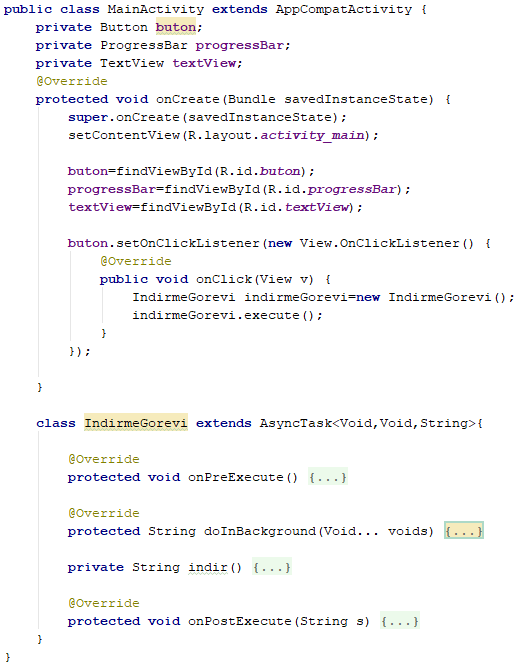 public class MainActivity extends AppCompatActivity {
    private Button buton;
    private ProgressBar progressBar;
    private TextView textView;
    @Override
    protected void onCreate(Bundle savedInstanceState) {
        super.onCreate(savedInstanceState);
        setContentView(R.layout.activity_main);

        buton=findViewById(R.id.buton);
        progressBar=findViewById(R.id.progressBar);
        textView=findViewById(R.id.textView);

        buton.setOnClickListener(new View.OnClickListener() {
            @Override
            public void onClick(View v) {
                IndirmeGorevi indirmeGorevi=new IndirmeGorevi();
                indirmeGorevi.execute();
            }
        });

    }

    class IndirmeGorevi extends AsyncTask<Void,Void,String>{

        @Override
        protected void onPreExecute() {...}

        @Override
        protected String doInBackground(Void... voids) {...}

        private String indir() {...}

        @Override
        protected void onPostExecute(String s) {...}
    }
}